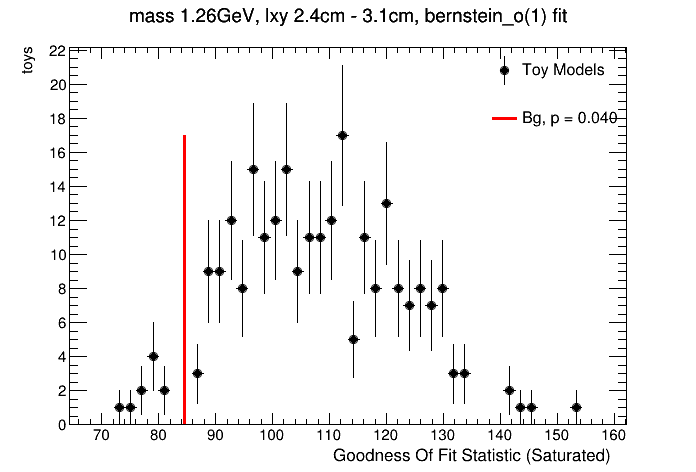 mass 1.26GeV, lxy 2.4cm - 3.1cm, bernstein_o(1) fit
toys
22
20
18
16
14
12
10
8
6
4
2
0
Toy Models
Bg, p = 0.040
70 80 90 100 110 120 130 140 150 160
Goodness Of Fit Statistic (Saturated)